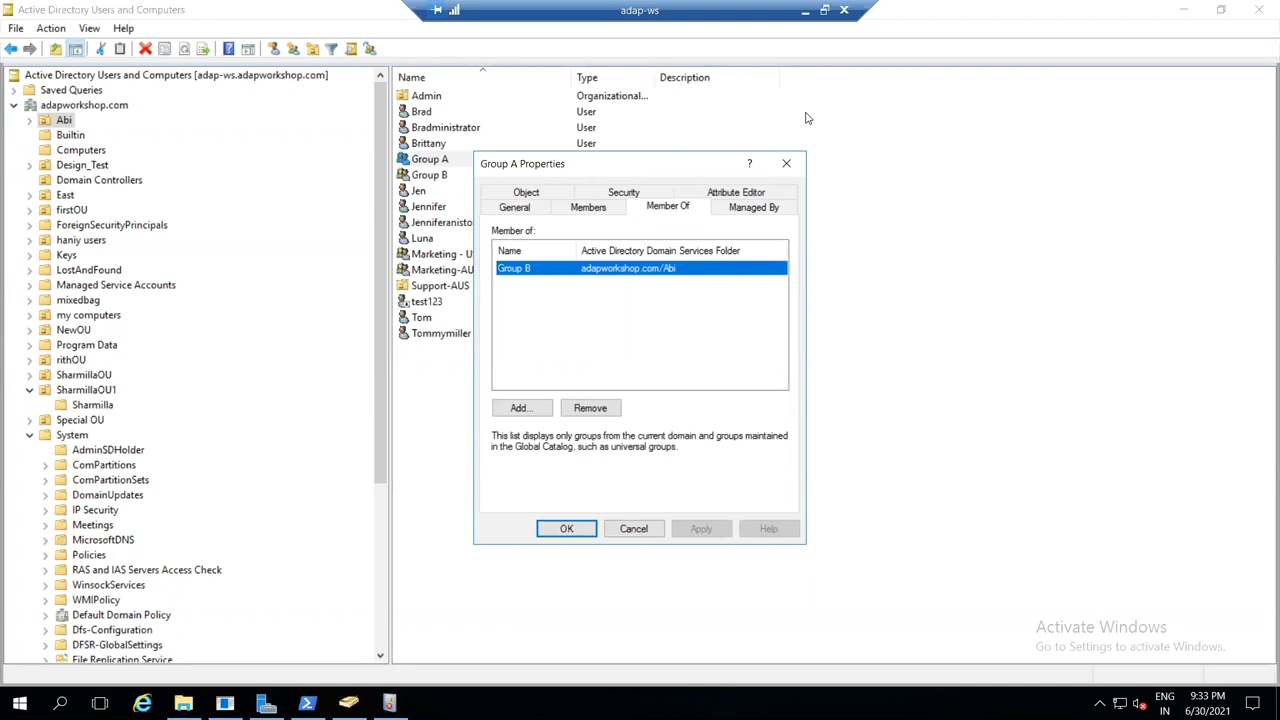 Active Directory Users and Computers
adap-ws
File Action View Help
Active Directory Users and Computers [adap-ws.adapworkshop.com]
Saved Queries
adapworkshop.com
Abi
Builtin
Computers
Design_Test
Domain Controllers
East
firstOU
ForeignSecurityPrincipals
haniy users
Keys
LostAndFound
Managed Service Accounts
mixedbag
my computers
NewOU
Program Data
rithOU
SharmillaOU
SharmillaOU1
Sharmilla
Special OU
System
AdminSDHolder
ComPartitions
ComPartitionSets
DomainUpdates
IP Security
Meetings
MicrosoftDNS
Policies
RAS and IAS Servers Access Check
WinsockServices
WMIPolicy
Default Domain Policy
Dfs-Configuration
DFSR-GlobalSettings
File Replication Service
Name Type Description
Admin Organizational...
Brad User
Bradministrator User
Brittany User
Group A
Group B
Jen
Jennifer
Jenniferanisto
Luna
Marketing - U
Marketing-AU
Support-AUS
test123
Tom
Tommymiller
Group A Properties ?
Object Security Attribute Editor
General Members Member Of Managed By
Member of:
Name Active Directory Domain Services Folder
Group B adapworkshop.com/Abi
Add... Remove
This list displays only groups from the current domain and groups maintained
in the Global Catalog, such as universal groups.
OK Cancel Apply Help
Activate Windows
Go to Settings to activate Windows.
ENG 9:33 PM
IN 6/30/2021